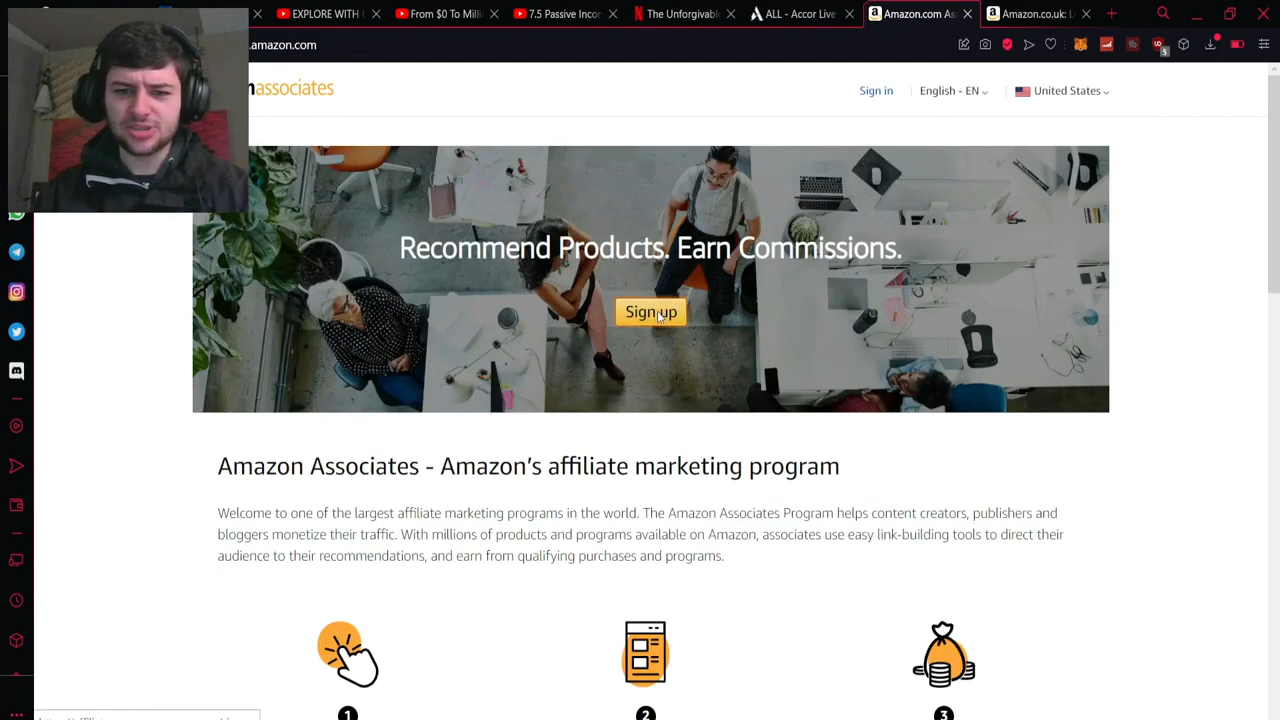 EXPLORE WITH
From $0 To Milli
7.5 Passive Incon
The Unforgivabl
ALL - Accor Live
Amazon.com As
Amazon.co.uk: L
.amazon.com
5
associates
Sign in
English - EN
United States
Recommend Products. Earn Commissions.
Sign up
Amazon Associates - Amazon's affiliate marketing program
Welcome to one of the largest affiliate marketing programs in the world. The Amazon Associates Program helps content creators, publishers and
bloggers monetize their traffic. With millions of products and programs available on Amazon, associates use easy link-building tools to direct their
audience to their recommendations, and earn from qualifying purchases and programs.
1
2
3